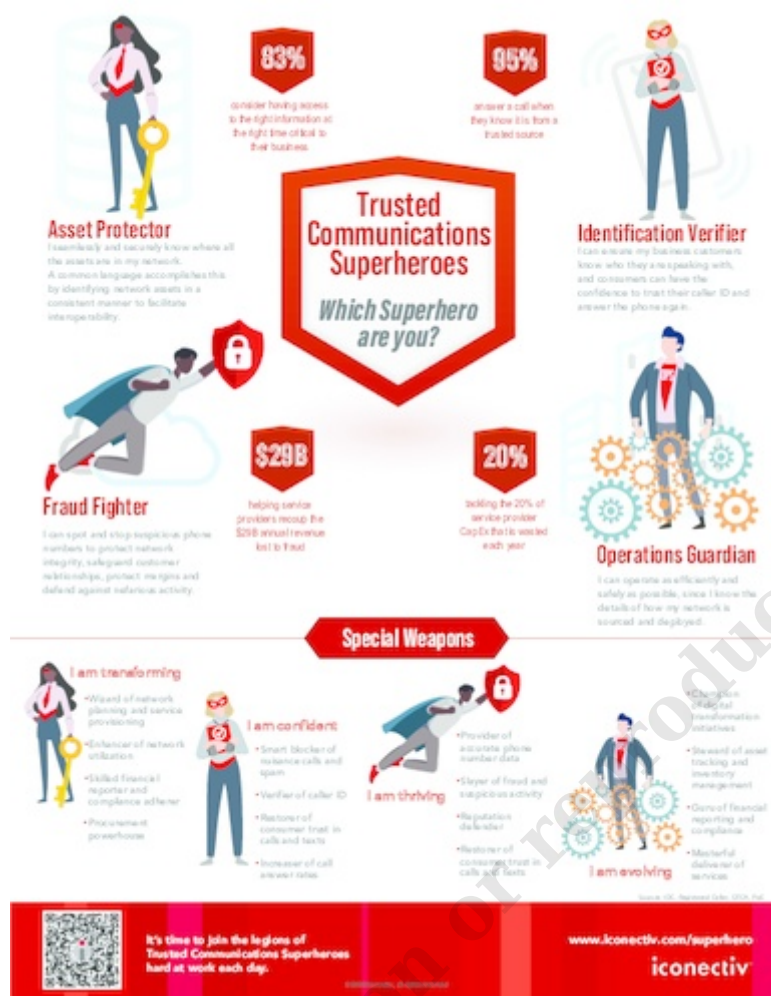 83%
consider having access
to the right information at
the right time critical to
their business.
95%
answer a call when
they know it is from a
trusted source
Trusted
Communications
Superheroes
Which Superhero
are you?
Asset Protector
I seamlessly and securely know where all
the assets are in my network.
A common language accomplishes this
by identifying network assets in a
consistent manner to facilitate
interoperability.
Identification Verifier
I can ensure my business customers
know who they are speaking with,
and consumers can have the
confidence to trust their caller ID and
answer the phone again.
Fraud Fighter
I can spot and stop suspicious phone
numbers to protect network
integrity, safeguard customer
relationships, protect margins and
defend against nefarious activity.
$29B
helping service
providers recoup the
$29B annual revenue
lost to fraud
20%
tackling the 20% of
service provider
CapEx that is wasted
each year
Operations Guardian
I can operate as efficiently and
safely as possible, since I know the
details of how my network is
sourced and deployed.
Special Weapons
I am transforming
•Wizard of network
planning and service
provisioning
•Enhancer of network
utilization
•Skilled financial
reporter and
compliance adherer
•Procurement
powerhouse
I am confident
•Smart blocker of
nuisance calls and
spam
•Verifier of caller ID
•Restorer of
consumer trust in
calls and texts
•Increaser of call
answer rates
I am thriving
•Provider of
accurate phone
number data
•Slayer of fraud and
suspicious activity
•Reputation
defender
•Restorer of
consumer trust in
calls and texts
I am evolving
•Champion
of digital
transformation
initiatives
•Steward of asset
tracking and
inventory
management
•Guru of financial
reporting and
compliance
•Masterful
deliverer of
services
It's time to join the legions of
Trusted Communications Superheroes
hard at work each day.
www.iconectiv.com/superhero
iconectiv
on or reproduc